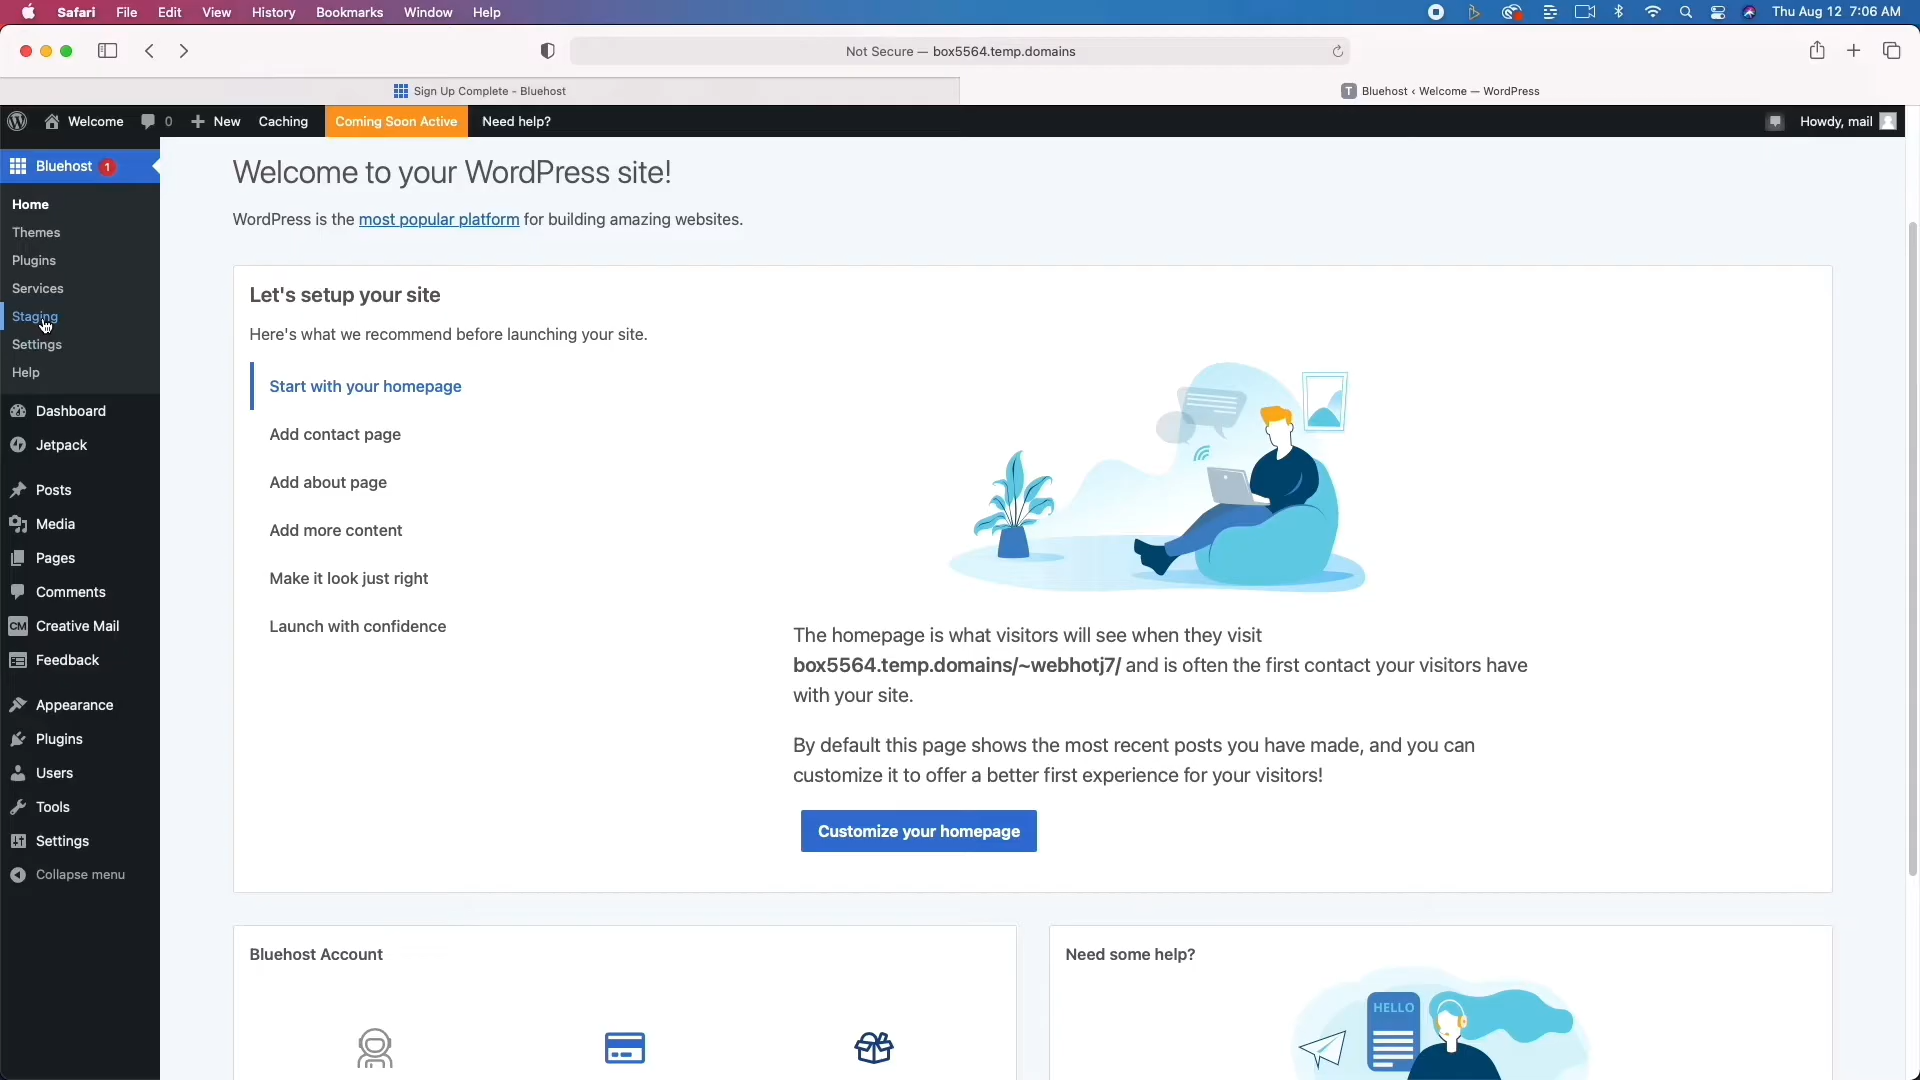 Safari File Edit View History Bookmarks Window Help Thu Aug 12 7:06 AM
Not Secure — box5564.temp.domains
Sign Up Complete - Bluehost
T Bluehost ‹ Welcome — WordPress
Welcome 0 New Caching Coming Soon Active Need help? Howdy, mail
Bluehost 1
Home
Themes
Plugins
Services
Staging
Settings
Help
Dashboard
Jetpack
Posts
Media
Pages
Comments
CM Creative Mail
Feedback
Appearance
Plugins
Users
Tools
Settings
Collapse menu
Welcome to your WordPress site!
WordPress is the most popular platform for building amazing websites.
Let's setup your site
Here's what we recommend before launching your site.
Start with your homepage
Add contact page
Add about page
Add more content
Make it look just right
Launch with confidence
The homepage is what visitors will see when they visit
box5564.temp.domains/~webhotj7/ and is often the first contact your visitors have
with your site.
By default this page shows the most recent posts you have made, and you can
customize it to offer a better first experience for your visitors!
Customize your homepage
Bluehost Account
Need some help?
HELLO